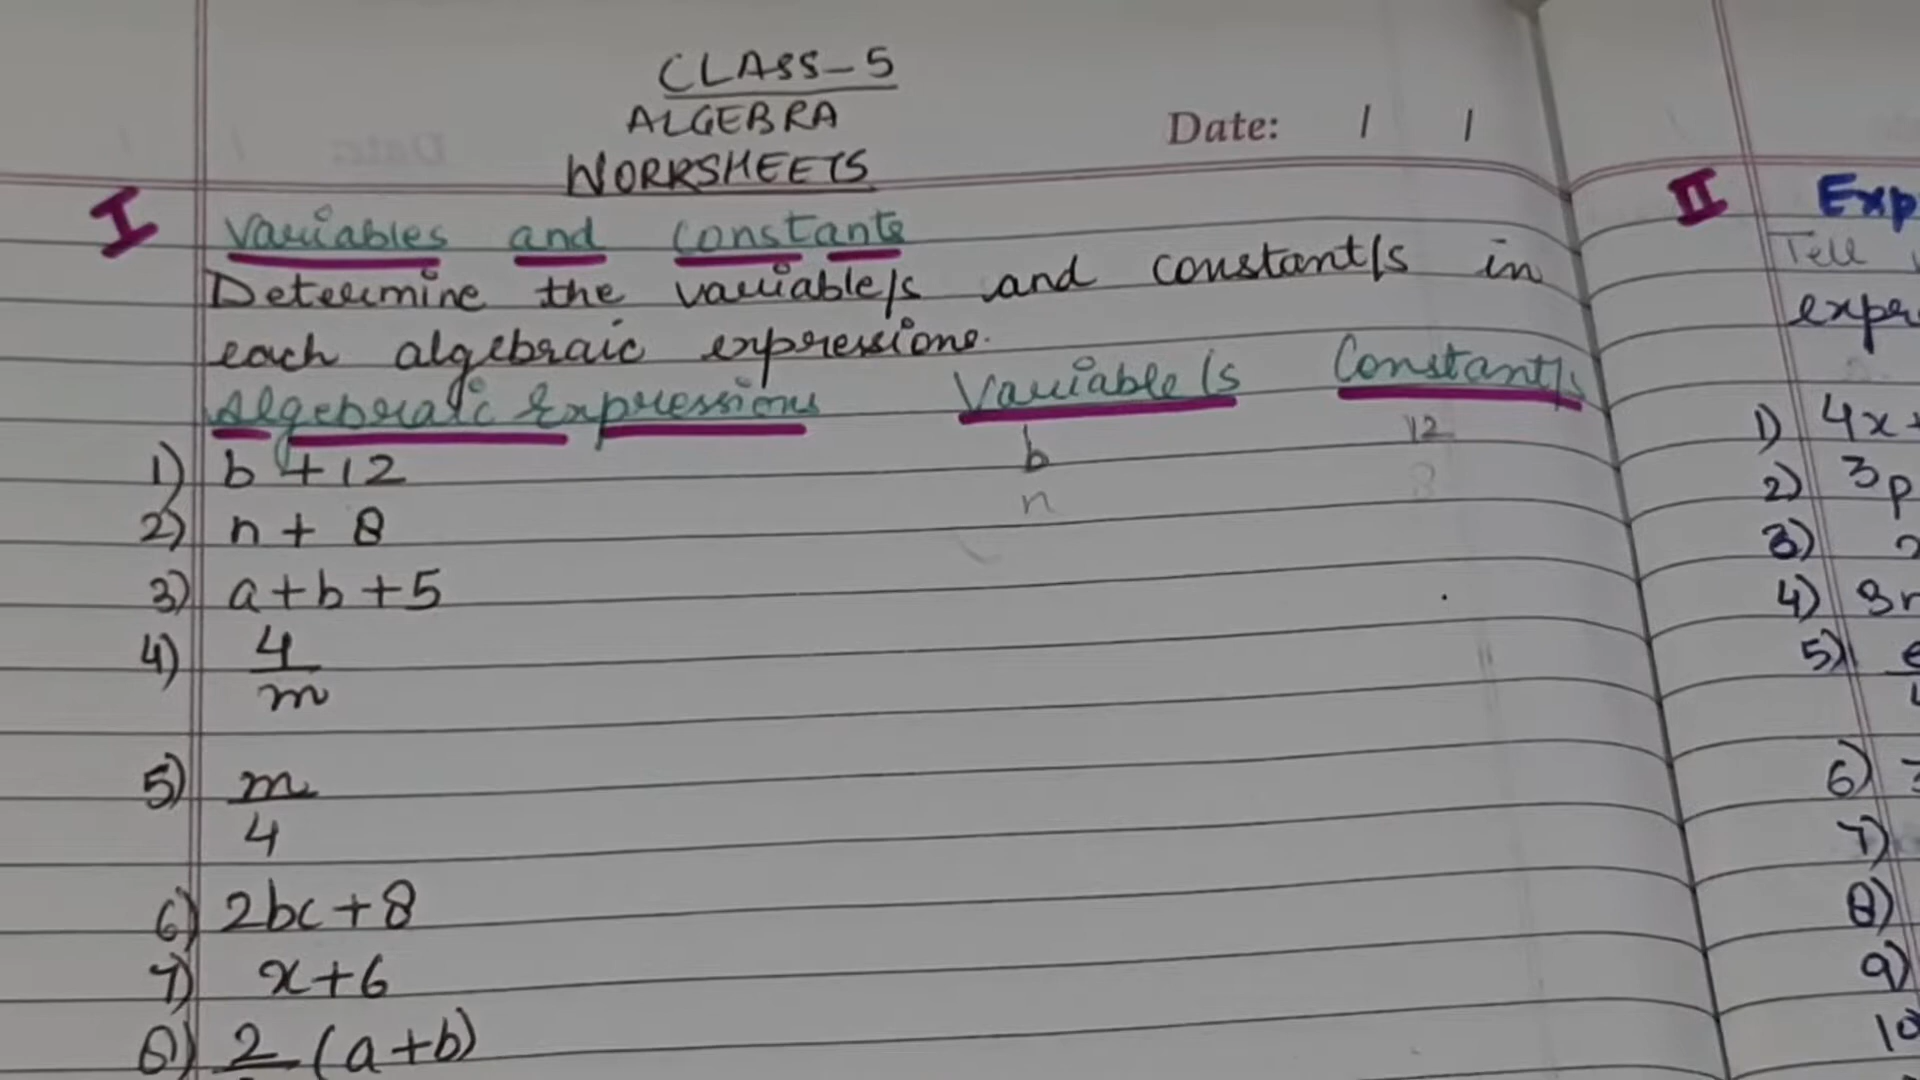 CLASS-5
ALGEBRA
WORKSHEETS
Date: / /
I Variables and Constants
Determine the variable/s and constant/s in
each algebraic expressions.
Algebraic Expressions Variable/s Constant/s
1) b + 12 b 12
2) n + 8 n 8
3) a + b + 5
4) 4/m
5) m/4
6) 2bc + 8
7) x + 6
8) 2 (a + b)
II Exp
Tell
expr
1) 4x +
2) 3p
3)
4) 3r
5)
6)
7)
8)
9)
10